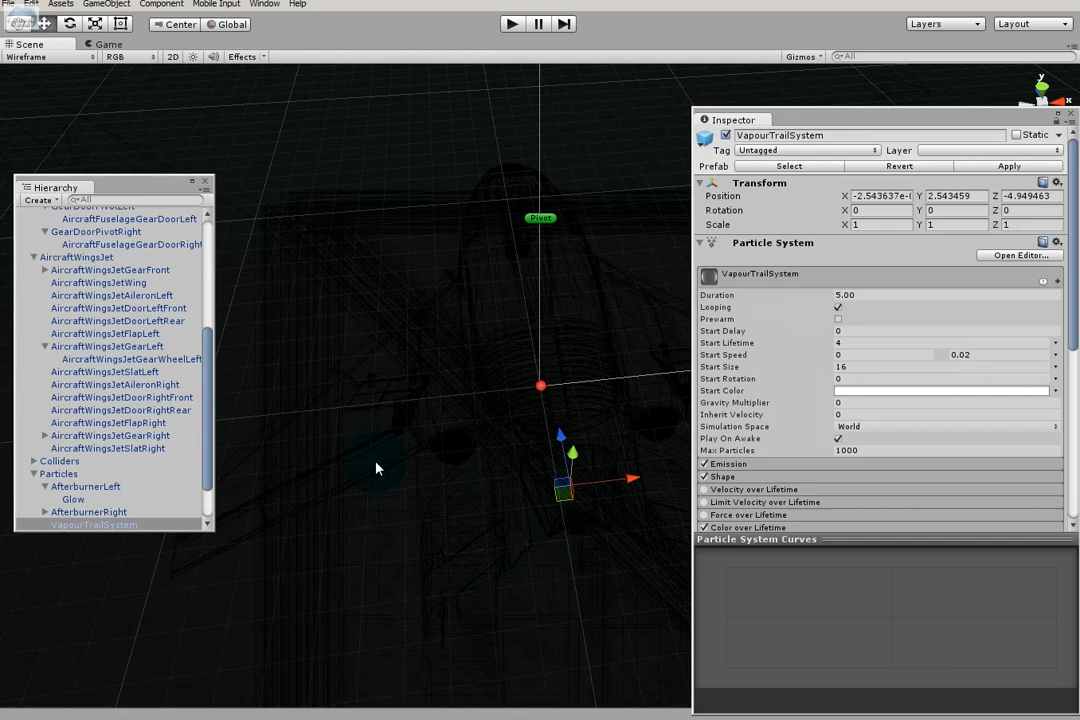 File Edit Assets GameObject Component Mobile Input Window Help
Center Global Layers Layout
Scene Game
Wireframe RGB 2D Effects Gizmos All
y
x
Inspector
VapourTrailSystem Static
Tag Untagged Layer
Prefab Select Revert Apply
Transform
Position X -2.543637e-( Y 2.543459 Z -4.949463
Rotation X 0 Y 0 Z 0
Scale X 1 Y 1 Z 1
Particle System
Open Editor...
VapourTrailSystem
Duration 5.00
Looping
Prewarm
Start Delay 0
Start Lifetime 4
Start Speed 0 0.02
Start Size 16
Start Rotation 0
Start Color
Gravity Multiplier 0
Inherit Velocity 0
Simulation Space World
Play On Awake
Max Particles 1000
Emission
Shape
Velocity over Lifetime
Limit Velocity over Lifetime
Force over Lifetime
Color over Lifetime
Particle System Curves
Hierarchy
Create All
GearDoorPivotLeft
AircraftFuselageGearDoorLeft
GearDoorPivotRight
AircraftFuselageGearDoorRigh
AircraftWingsJet
AircraftWingsJetGearFront
AircraftWingsJetWing
AircraftWingsJetAileronLeft
AircraftWingsJetDoorLeftFront
AircraftWingsJetDoorLeftRear
AircraftWingsJetFlapLeft
AircraftWingsJetGearLeft
AircraftWingsJetGearWheelLeft
AircraftWingsJetSlatLeft
AircraftWingsJetAileronRight
AircraftWingsJetDoorRightFront
AircraftWingsJetDoorRightRear
AircraftWingsJetFlapRight
AircraftWingsJetGearRight
AircraftWingsJetSlatRight
Colliders
Particles
AfterburnerLeft
Glow
AfterburnerRight
VapourTrailSystem
Pivot